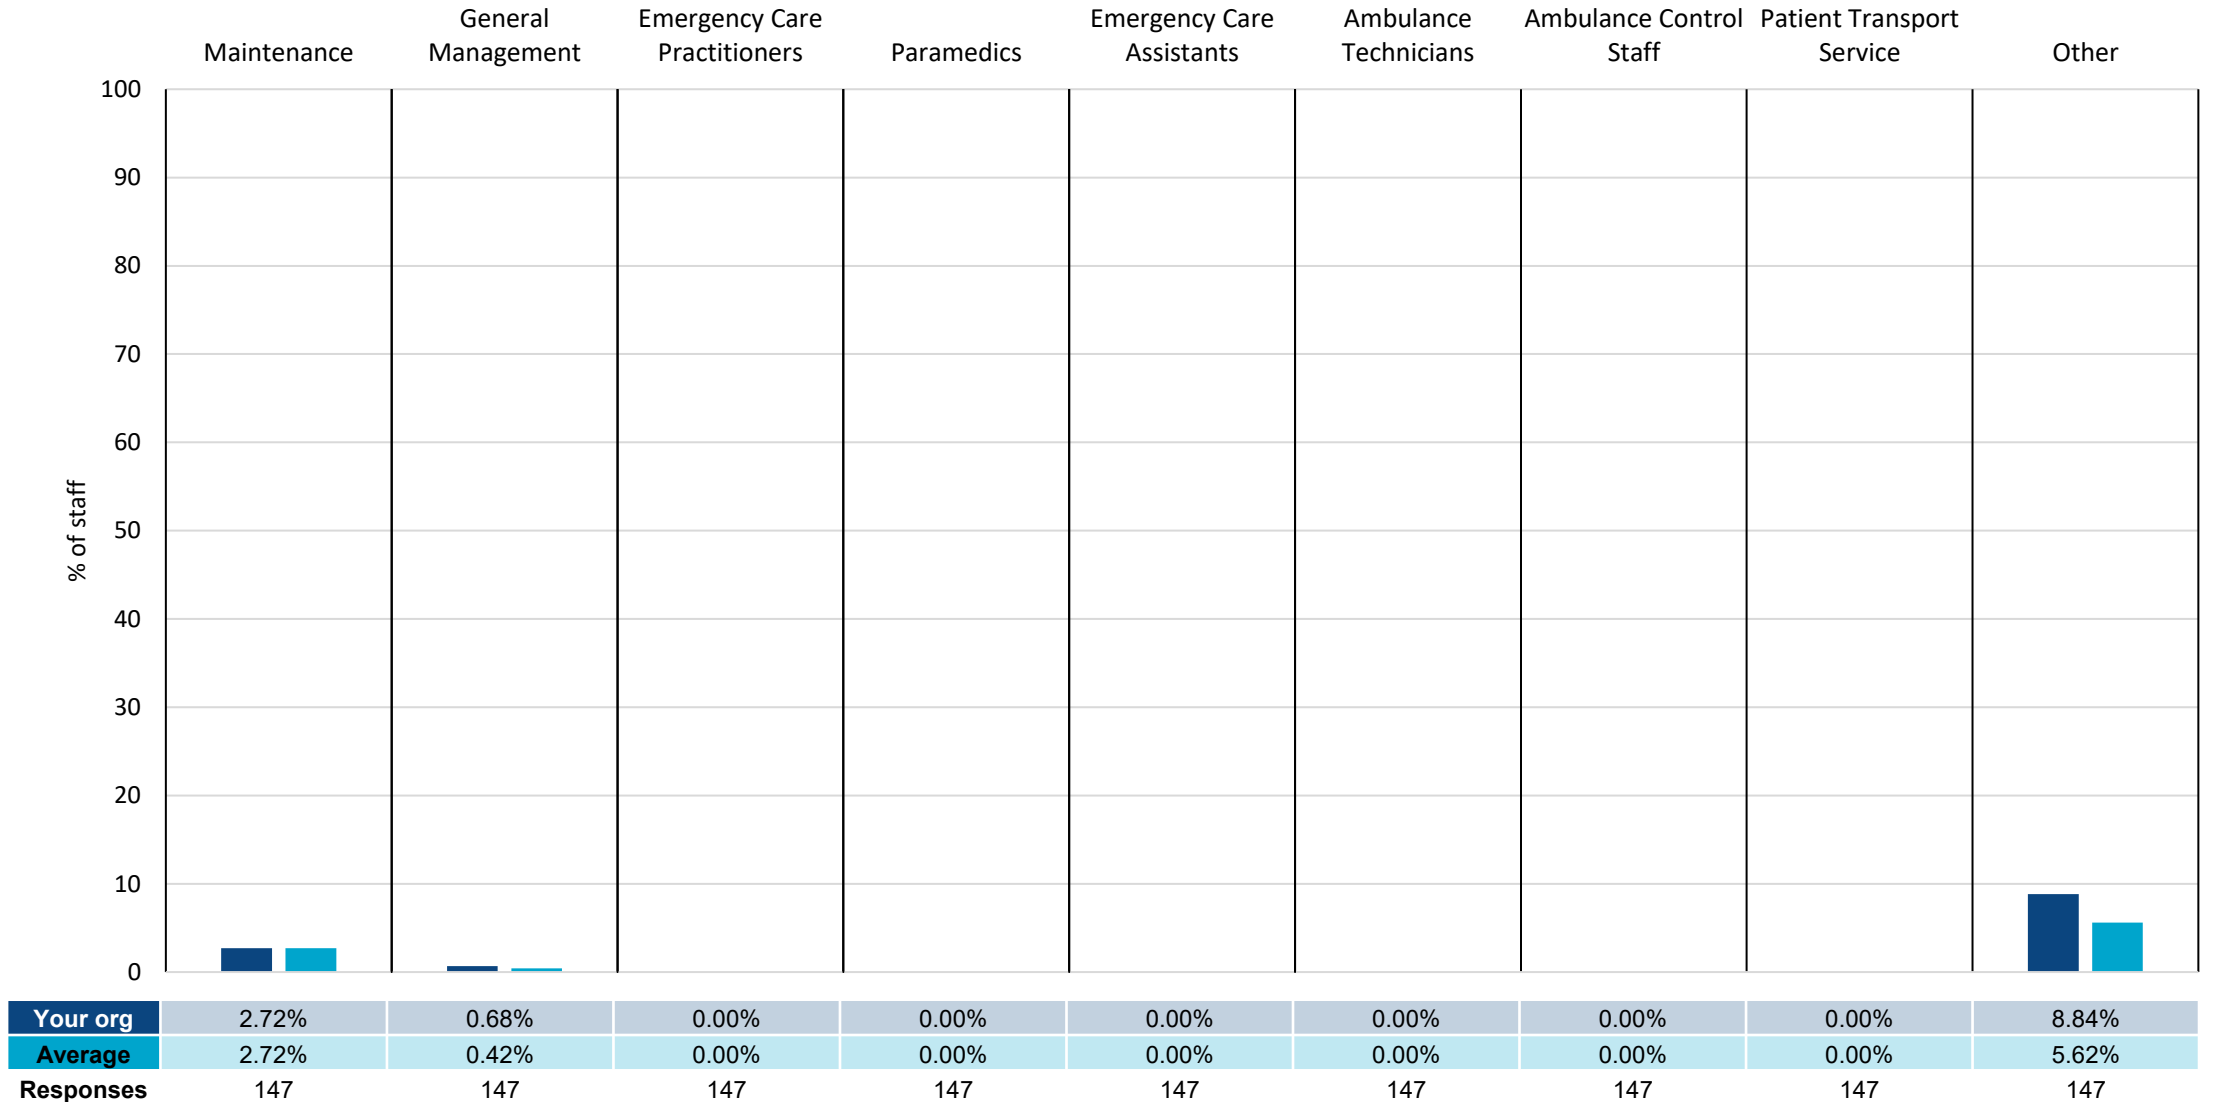 Maintenance
General
Management
Emergency Care
Practitioners
Paramedics
Emergency Care
Assistants
Ambulance
Technicians
Ambulance Control
Staff
Patient Transport
Service
Other
% of staff
100
90
80
70
60
50
40
30
20
10
0
Your org 2.72% 0.68% 0.00% 0.00% 0.00% 0.00% 0.00% 0.00% 8.84%
Average 2.72% 0.42% 0.00% 0.00% 0.00% 0.00% 0.00% 0.00% 5.62%
Responses 147 147 147 147 147 147 147 147 147